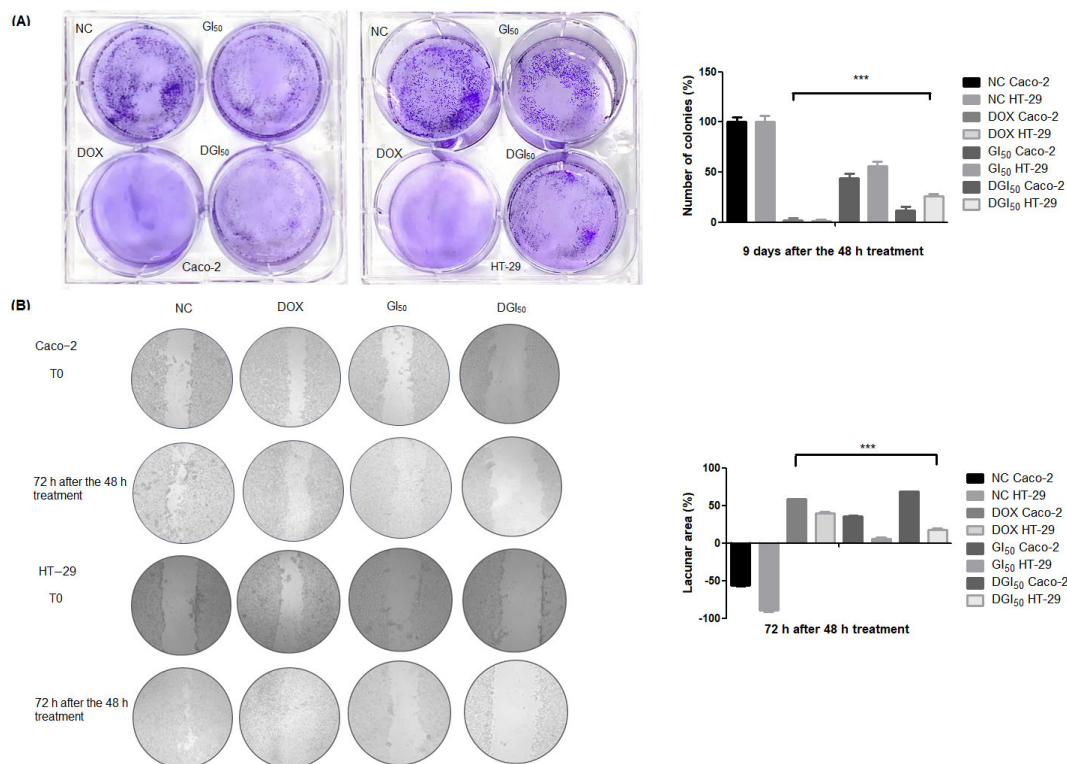 (A)
NC
GI₅₀
DOX
DGI₅₀
Caco-2
NC
GI₅₀
DOX
DGI₅₀
HT-29
Number of colonies (%)
150
100
50
0
***
9 days after the 48 h treatment
NC Caco-2
NC HT-29
DOX Caco-2
DOX HT-29
GI₅₀ Caco-2
GI₅₀ HT-29
DGI₅₀ Caco-2
DGI₅₀ HT-29
(B)
NC DOX GI₅₀ DGI₅₀
Caco–2
T0
72 h after the 48 h
treatment
HT–29
T0
72 h after the 48 h
treatment
Lacunar area (%)
100
50
0
-50
-100
***
72 h after 48 h treatment
NC Caco-2
NC HT-29
DOX Caco-2
DOX HT-29
GI₅₀ Caco-2
GI₅₀ HT-29
DGI₅₀ Caco-2
DGI₅₀ HT-29